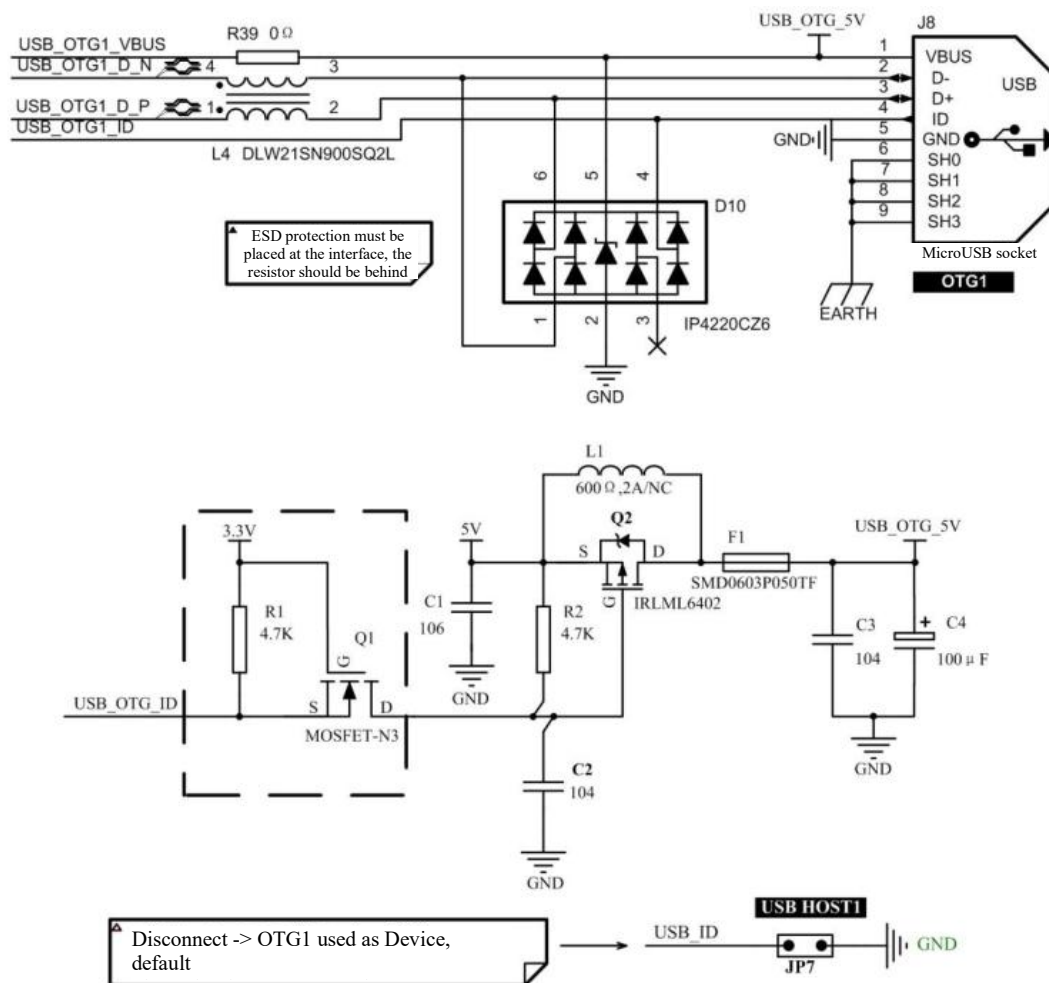 R39 0Ω
USB_OTG_5V
J8
USB_OTG1_VBUS
1
VBUS
USB_OTG1_D_N
4
3
2
D-
USB
3
D+
USB_OTG1_D_P
1
2
4
ID
USB_OTG1_ID
GND
5
GND
L4 DLW21SN900SQ2L
6
SH0
7
SH1
8
SH2
9
SH3
6
5
4
D10
MicroUSB socket
OTG1
ESD protection must be
placed at the interface, the
resistor should be behind
EARTH
1
2
3
IP4220CZ6
GND
L1
600Ω,2A/NC
3.3V
5V
Q2
F1
USB_OTG_5V
S
D
SMD0603P050TF
G
IRLML6402
R1
4.7K
Q1
G
C1
106
R2
4.7K
C3
104
+
C4
100μF
GND
USB_OTG_ID
S
D
MOSFET-N3
GND
C2
104
GND
USB HOST1
Disconnect -> OTG1 used as Device,
default
USB_ID
GND
JP7